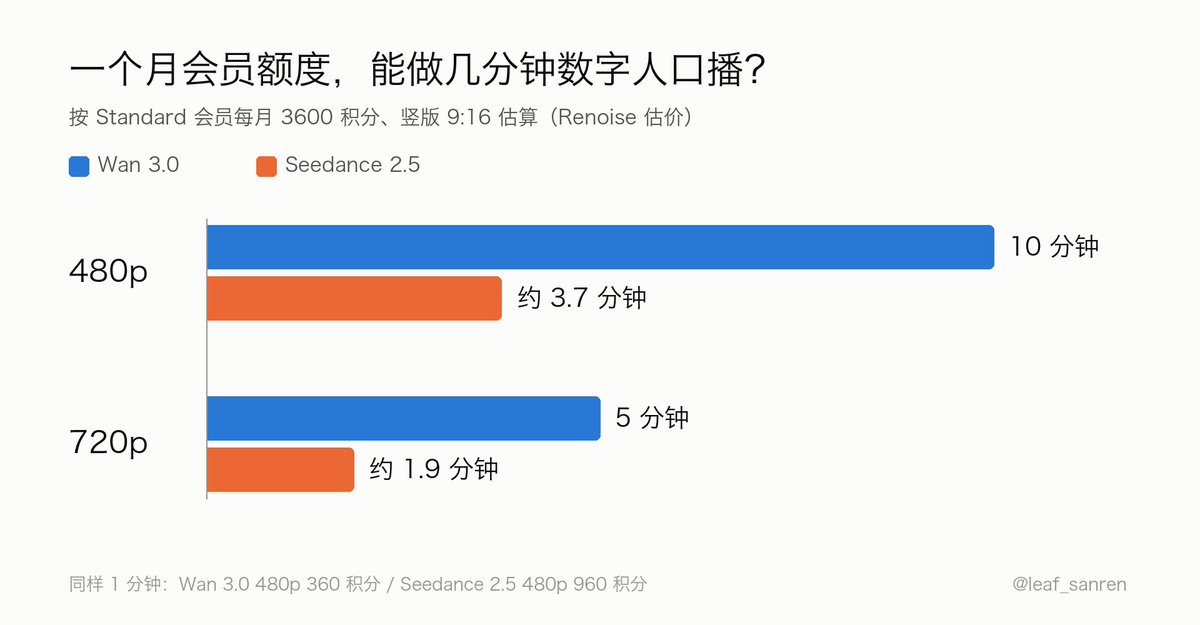 一个月会员额度，能做几分钟数字人口播？
按 Standard 会员每月 3600 积分、竖版 9:16 估算（Renoise 估价）
Wan 3.0
Seedance 2.5
480p
10 分钟
约 3.7 分钟
720p
5 分钟
约 1.9 分钟
同样 1 分钟：Wan 3.0 480p 360 积分 / Seedance 2.5 480p 960 积分
@leaf_sanren